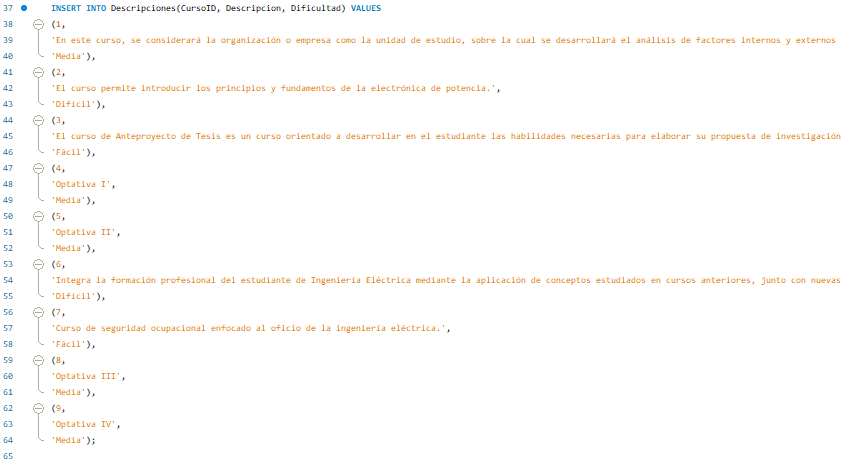 37 INSERT INTO Descripciones(CursoID, Descripcion, Dificultad) VALUES
38 (1,
39 'En este curso, se considerará la organización o empresa como la unidad de estudio, sobre la cual se desarrollará el análisis de factores internos y externos
40 'Media'),
41 (2,
42 'El curso permite introducir los principios y fundamentos de la electrónica de potencia.',
43 'Difícil'),
44 (3,
45 'El curso de Anteproyecto de Tesis es un curso orientado a desarrollar en el estudiante las habilidades necesarias para elaborar su propuesta de investigación
46 'Fácil'),
47 (4,
48 'Optativa I',
49 'Media'),
50 (5,
51 'Optativa II',
52 'Media'),
53 (6,
54 'Integra la formación profesional del estudiante de Ingeniería Eléctrica mediante la aplicación de conceptos estudiados en cursos anteriores, junto con nuevas
55 'Difícil'),
56 (7,
57 'Curso de seguridad ocupacional enfocado al oficio de la ingeniería eléctrica.',
58 'Fácil'),
59 (8,
60 'Optativa III',
61 'Media'),
62 (9,
63 'Optativa IV',
64 'Media');
65